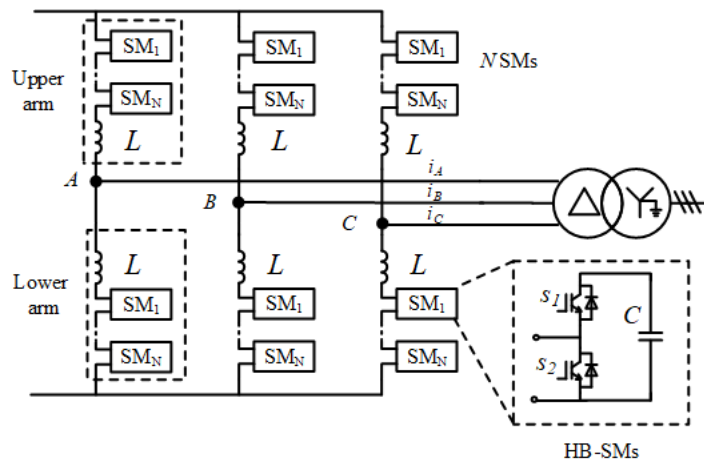 SM1 SM1 SM1 N SMs
Upper
arm
SMN SMN SMN
L L L
A iA
B iB
C iC
Lower
arm
L L L
SM1 SM1 SM1
SMN SMN SMN
s1
C
s2
HB-SMs